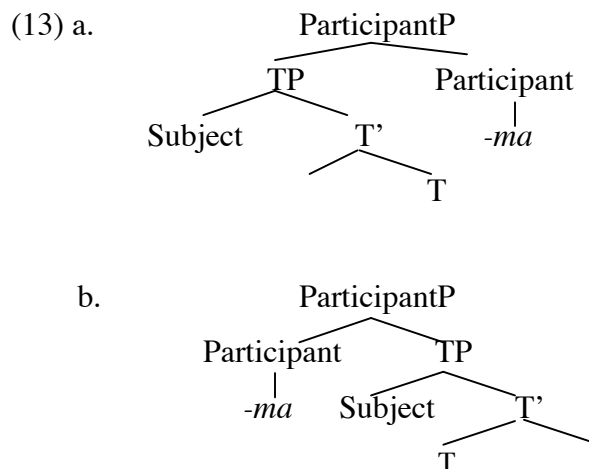 (13) a. ParticipantP
TP Participant
Subject T’ -ma
T
b. ParticipantP
Participant TP
-ma Subject T’
T